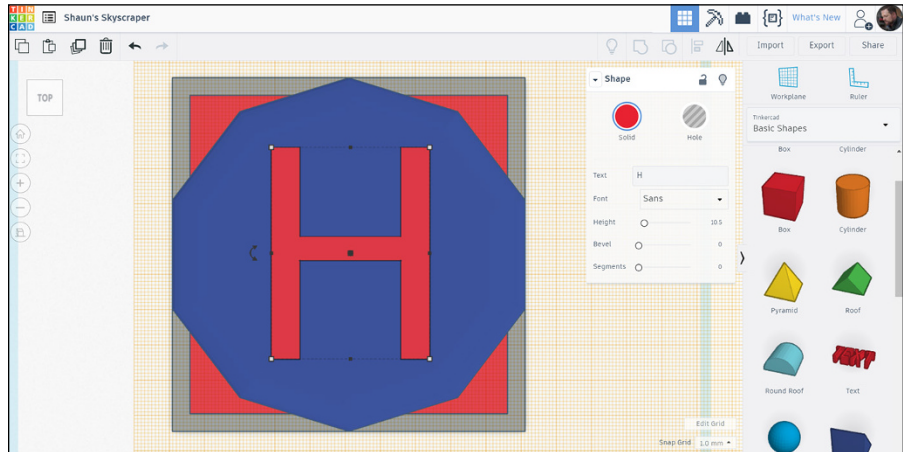 TIN
KER
CAD
Shaun's Skyscraper
What's New
Import
Export
Share
TOP
Shape
Solid
Hole
Text
H
Font
Sans
Height
10.5
Bevel
0
Segments
0
H
Workplane
Ruler
Tinkercad
Basic Shapes
Box
Cylinder
Box
Cylinder
Pyramid
Roof
Round Roof
Text
TEXT
Edit Grid
Snap Grid
1.0 mm